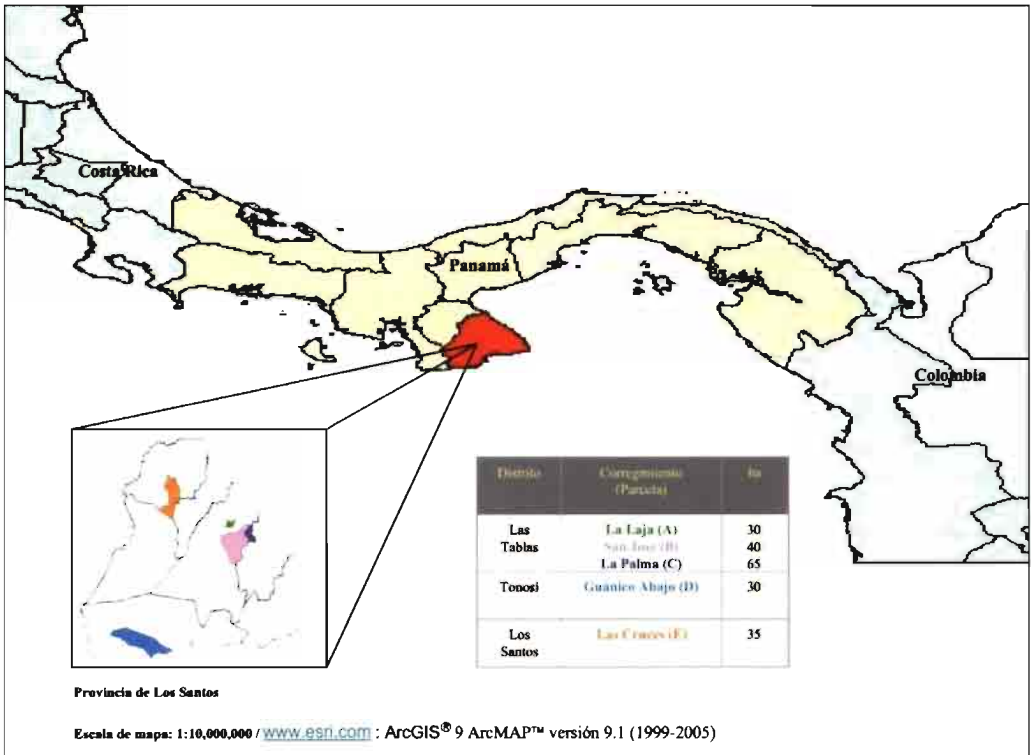 Costa Rica
Panamá
Colombia
Distrito Corregimiento ha
(Parcela)
Las La Laja (A) 30
Tablas San Jose (B) 40
La Palma (C) 65
Tonosí Guánico Abajo (D) 30
Los Las Cruces (E) 35
Santos
Provincia de Los Santos
Escala de mapa: 1:10,000,000 / www.esri.com : ArcGIS® 9 ArcMAP™ versión 9.1 (1999-2005)